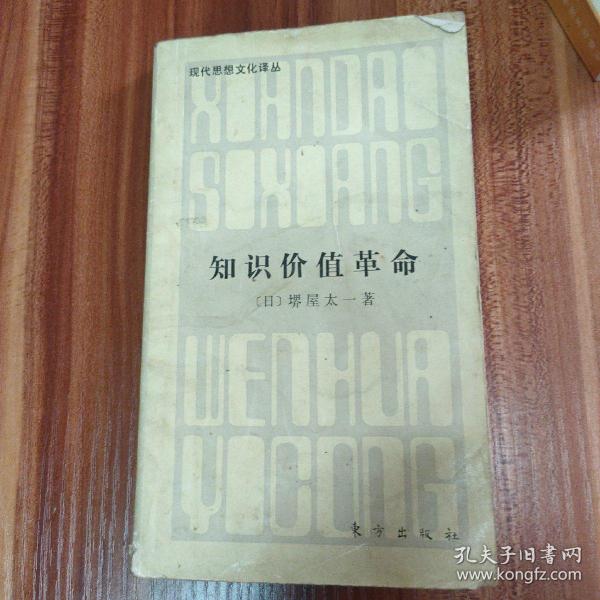 现代思想文化译丛
XIANDAI
SIXIANG
知识价值革命
〔日〕堺屋太一著
WENHUA
YICONG
東方出版社
孔夫子旧书网
www.kongfz.com